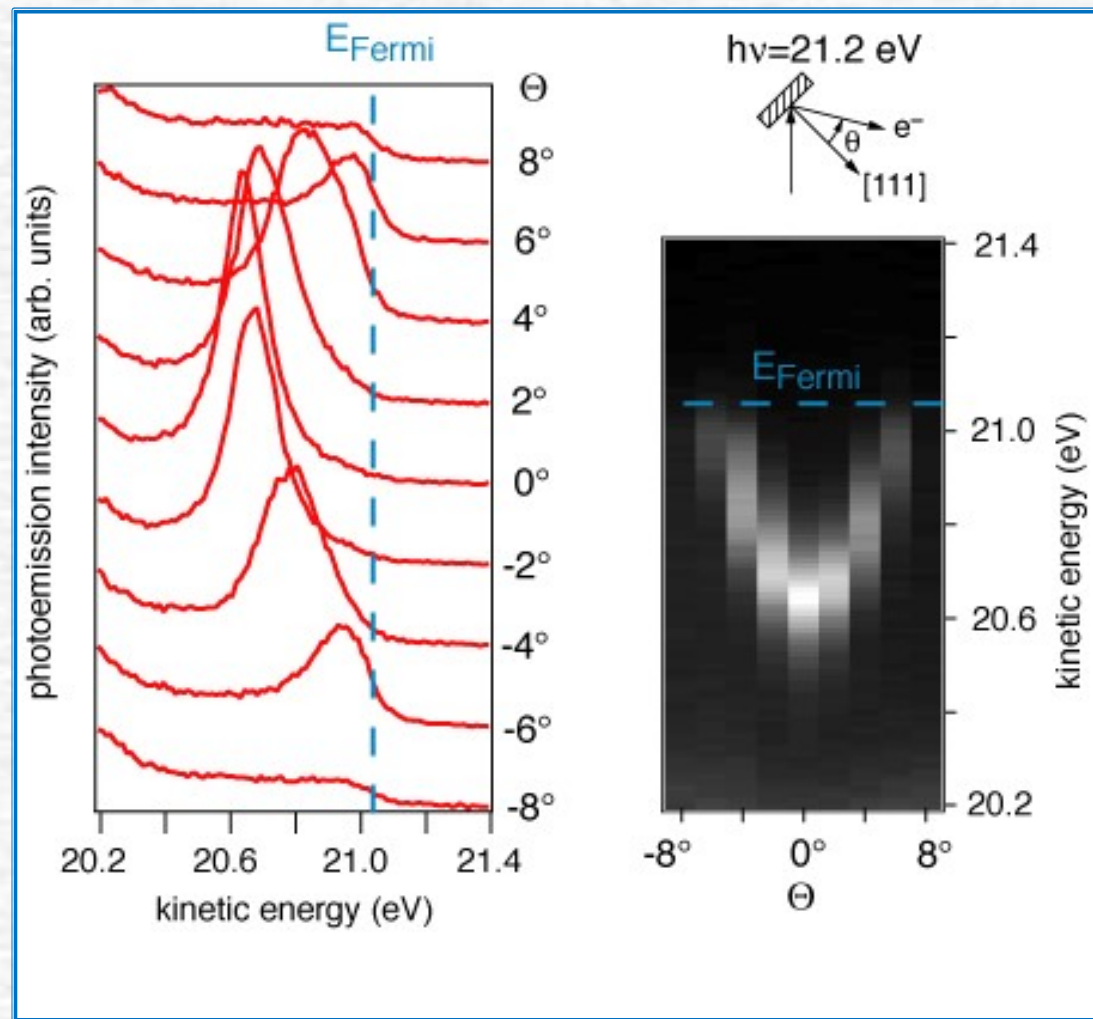 E_Fermi
Θ
8°
6°
4°
2°
0°
-2°
-4°
-6°
-8°
photoemission intensity (arb. units)
20.2 20.6 21.0 21.4
kinetic energy (eV)
hν=21.2 eV
e⁻
θ
[111]
E_Fermi
21.4
21.0
20.6
20.2
kinetic energy (eV)
-8° 0° 8°
Θ